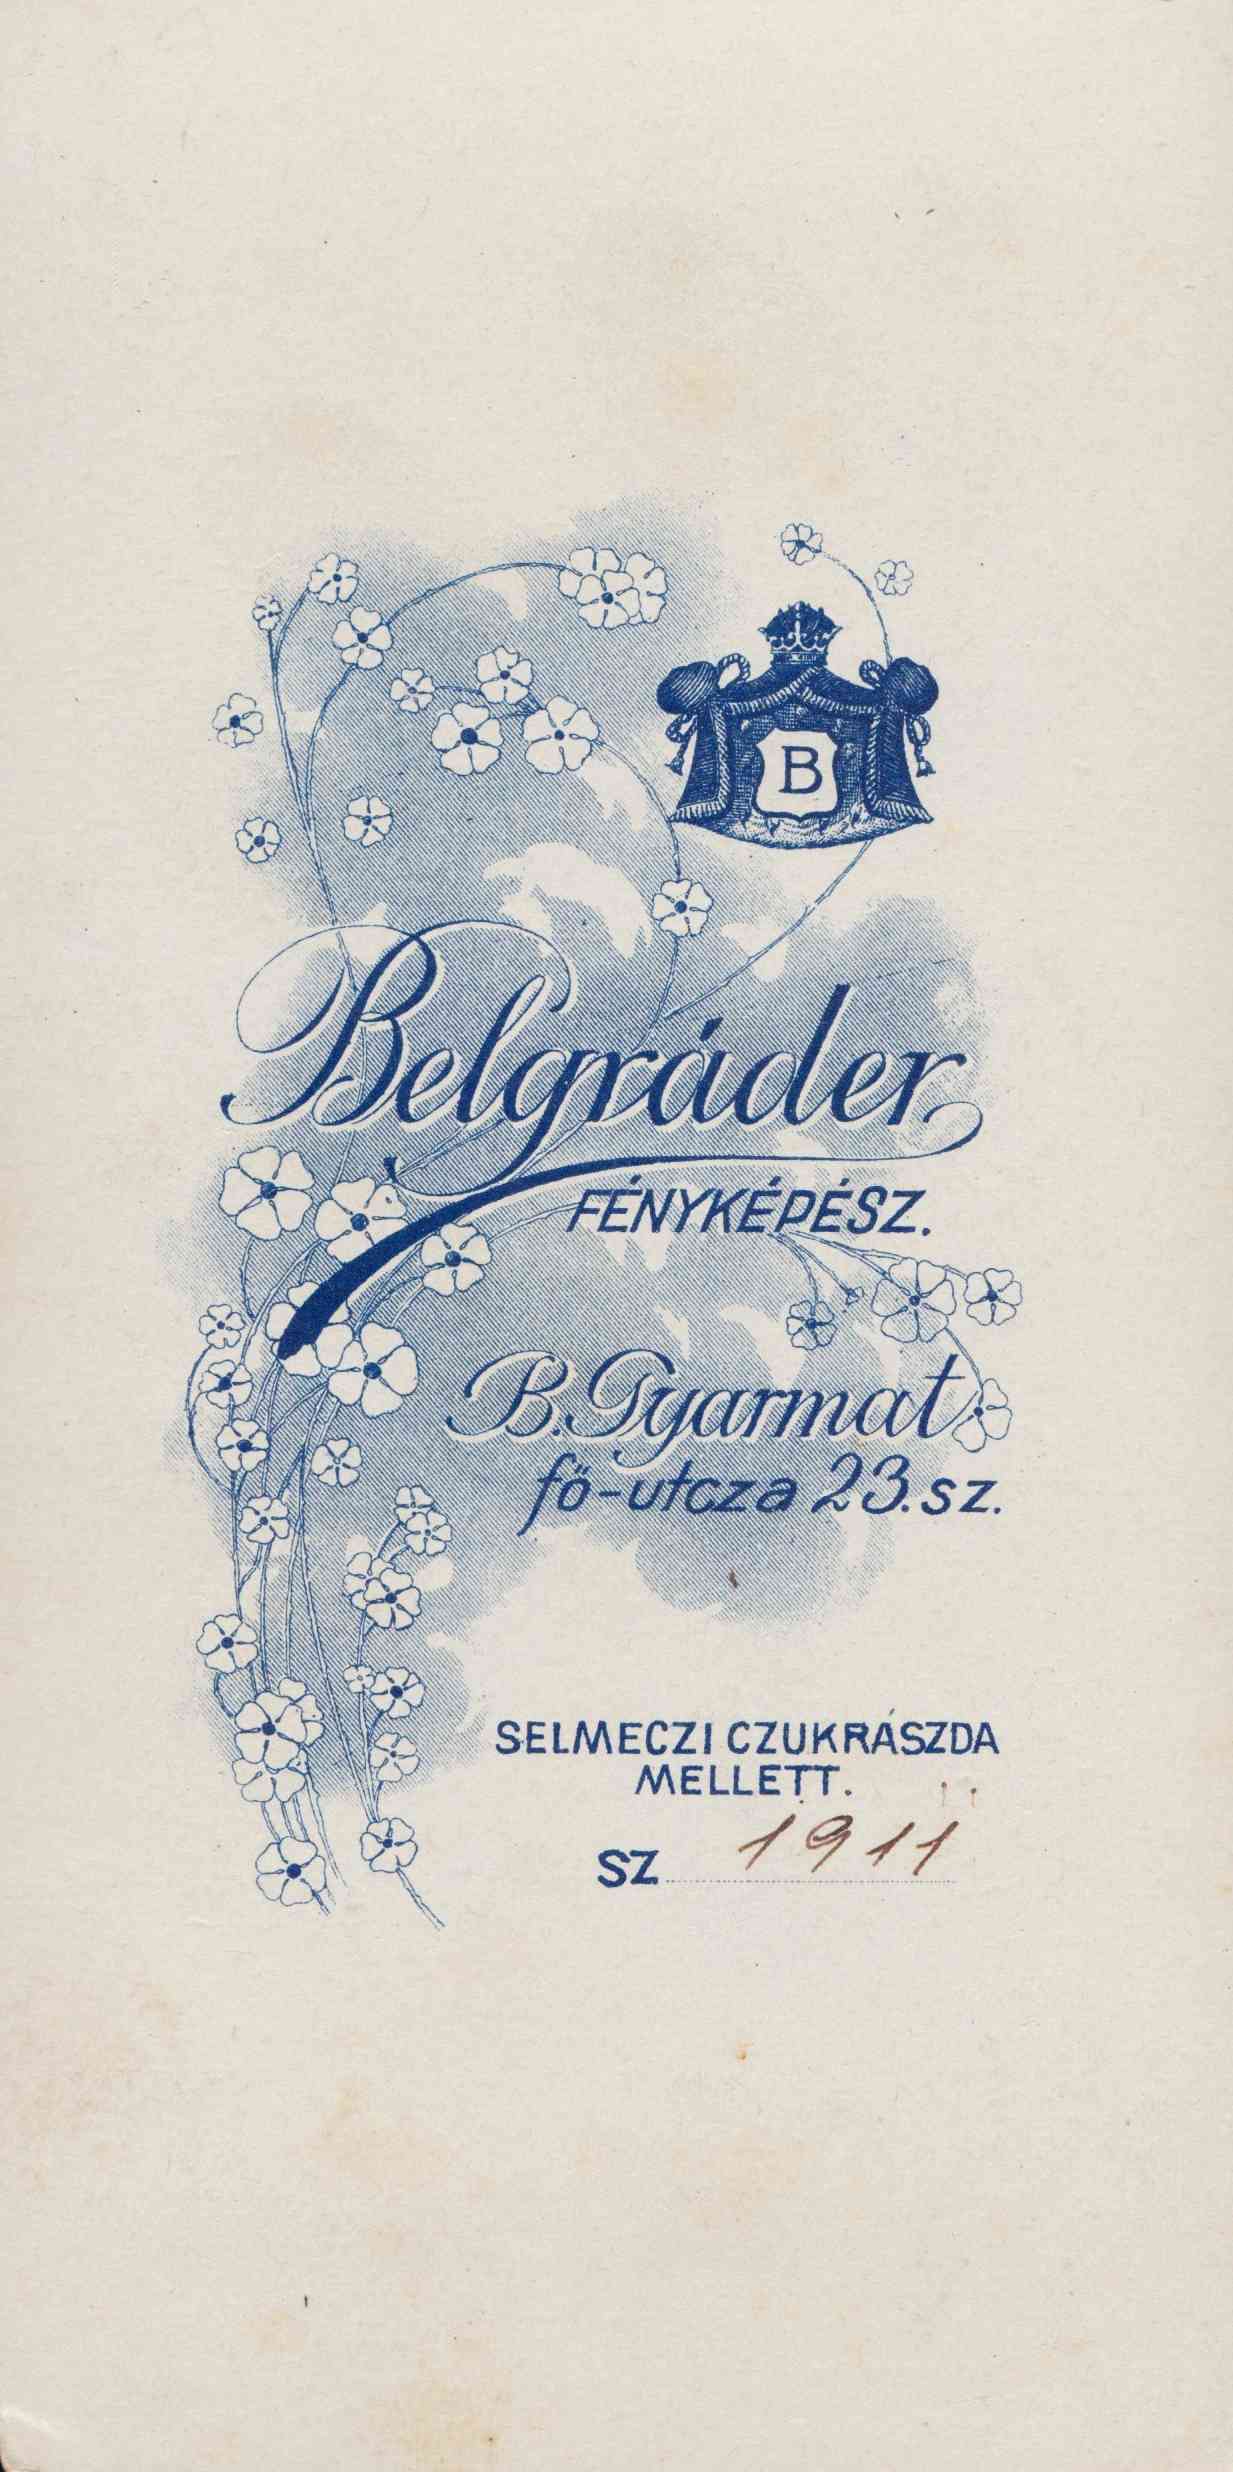 B
Belgráder
FÉNYKÉPÉSZ.
B. Gyarmat
fő-utcza 23. sz.
SELMECZI CZUKRÁSZDA
MELLETT.
SZ 1911